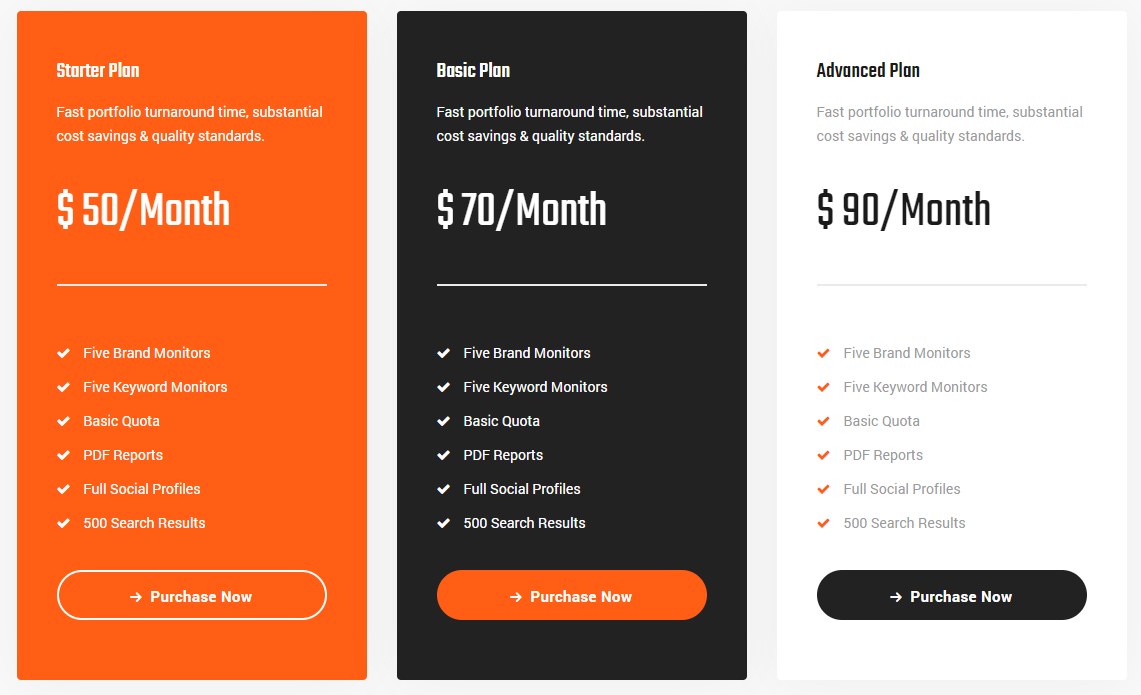 Starter Plan
Fast portfolio turnaround time, substantial
cost savings & quality standards.
$ 50/Month
Five Brand Monitors
Five Keyword Monitors
Basic Quota
PDF Reports
Full Social Profiles
500 Search Results
→ Purchase Now
Basic Plan
Fast portfolio turnaround time, substantial
cost savings & quality standards.
$ 70/Month
Five Brand Monitors
Five Keyword Monitors
Basic Quota
PDF Reports
Full Social Profiles
500 Search Results
→ Purchase Now
Advanced Plan
Fast portfolio turnaround time, substantial
cost savings & quality standards.
$ 90/Month
Five Brand Monitors
Five Keyword Monitors
Basic Quota
PDF Reports
Full Social Profiles
500 Search Results
→ Purchase Now